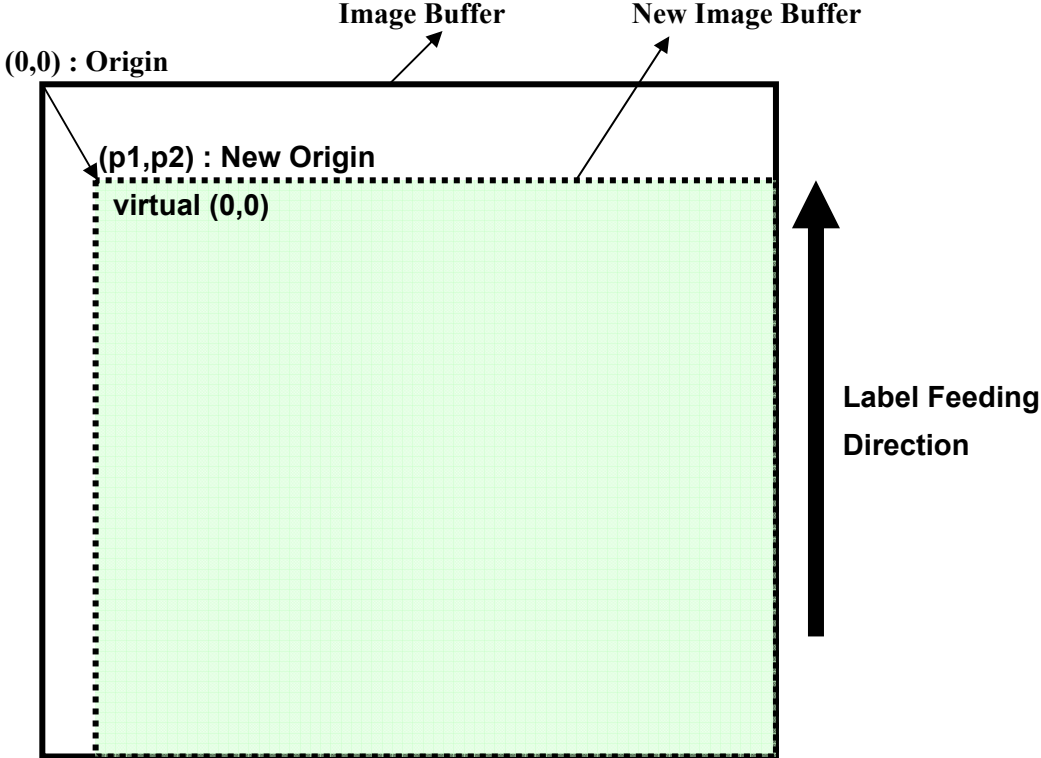 Image Buffer
New Image Buffer
(0,0) : Origin
(p1,p2) : New Origin
virtual (0,0)
Label Feeding
Direction